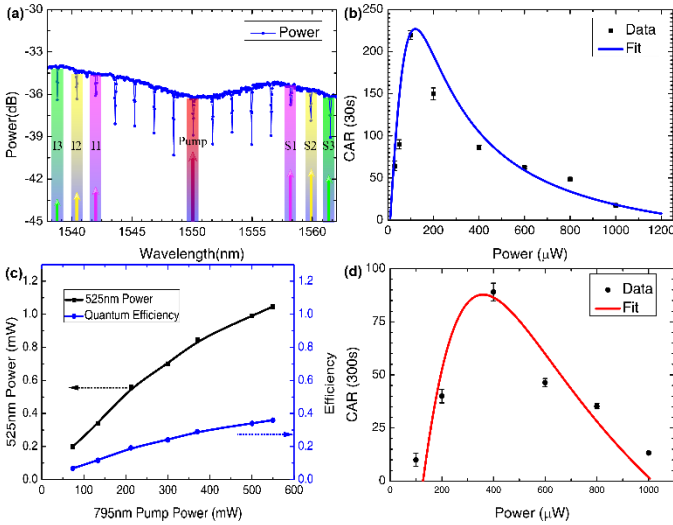 (a)
Power
Power(dB)
-30
-33
-36
-39
-42
-45
I3
I2
I1
Pump
S1
S2
S3
1540
1545
1550
1555
1560
Wavelength(nm)
(b)
Data
Fit
CAR (30s)
250
200
150
100
50
0
0
200
400
600
800
1000
1200
Power (μW)
(c)
525nm Power
Quantum Efficiency
525nm Power (mW)
1.0
0.8
0.6
0.4
0.2
0.0
Efficiency
1.0
0.8
0.6
0.4
0.2
0.0
0
100
200
300
400
500
600
795nm Pump Power (mW)
(d)
Data
Fit
CAR (300s)
100
75
50
25
0
0
200
400
600
800
1000
Power (μW)